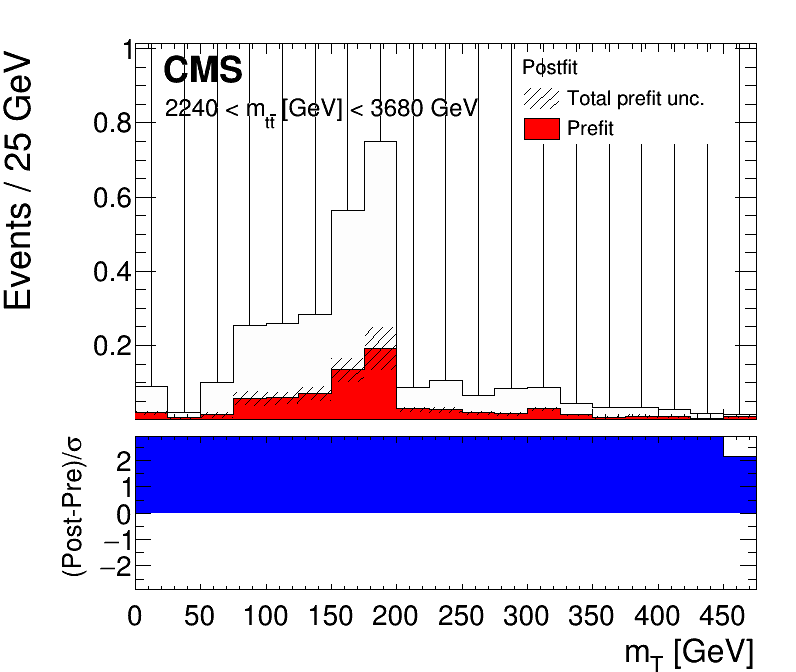 CMS
2240 < m_tt̄ [GeV] < 3680 GeV
Postfit
Total prefit unc.
Prefit
Events / 25 GeV
1
0.8
0.6
0.4
0.2
(Post-Pre)/σ
2
1
0
−1
−2
0 50 100 150 200 250 300 350 400 450
m_T [GeV]